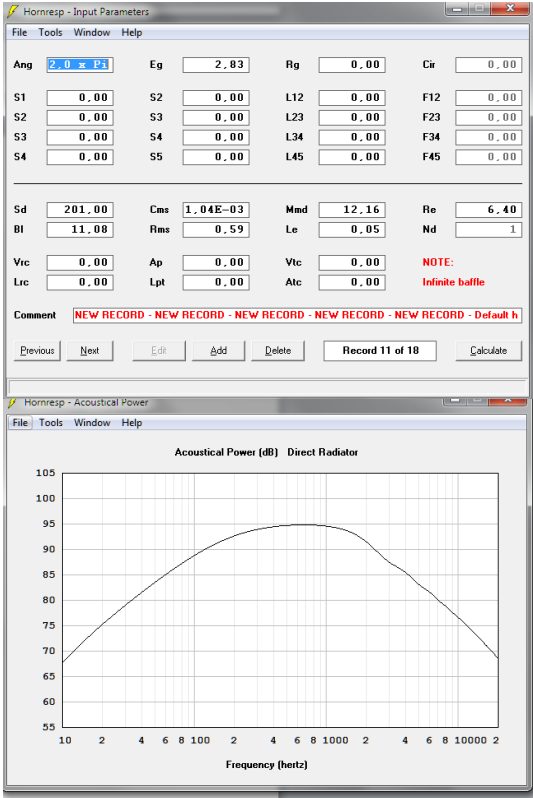 Hornresp - Input Parameters
File Tools Window Help
Ang 2,0 x Pi Eg 2,83 Rg 0,00 Cir 0,00
S1 0,00 S2 0,00 L12 0,00 F12 0,00
S2 0,00 S3 0,00 L23 0,00 F23 0,00
S3 0,00 S4 0,00 L34 0,00 F34 0,00
S4 0,00 S5 0,00 L45 0,00 F45 0,00
Sd 201,00 Cms 1,04E-03 Mmd 12,16 Re 6,40
Bl 11,08 Rms 0,59 Le 0,05 Nd 1
Vrc 0,00 Ap 0,00 Vtc 0,00 NOTE:
Lrc 0,00 Lpt 0,00 Atc 0,00 Infinite baffle
Comment NEW RECORD - NEW RECORD - NEW RECORD - NEW RECORD - NEW RECORD - Default h
Previous Next Edit Add Delete Record 11 of 18 Calculate
Hornresp - Acoustical Power
File Tools Window Help
Acoustical Power (dB) Direct Radiator
105
100
95
90
85
80
75
70
65
60
55
10 2 4 6 8 100 2 4 6 8 1000 2 4 6 8 10000 2
Frequency (hertz)